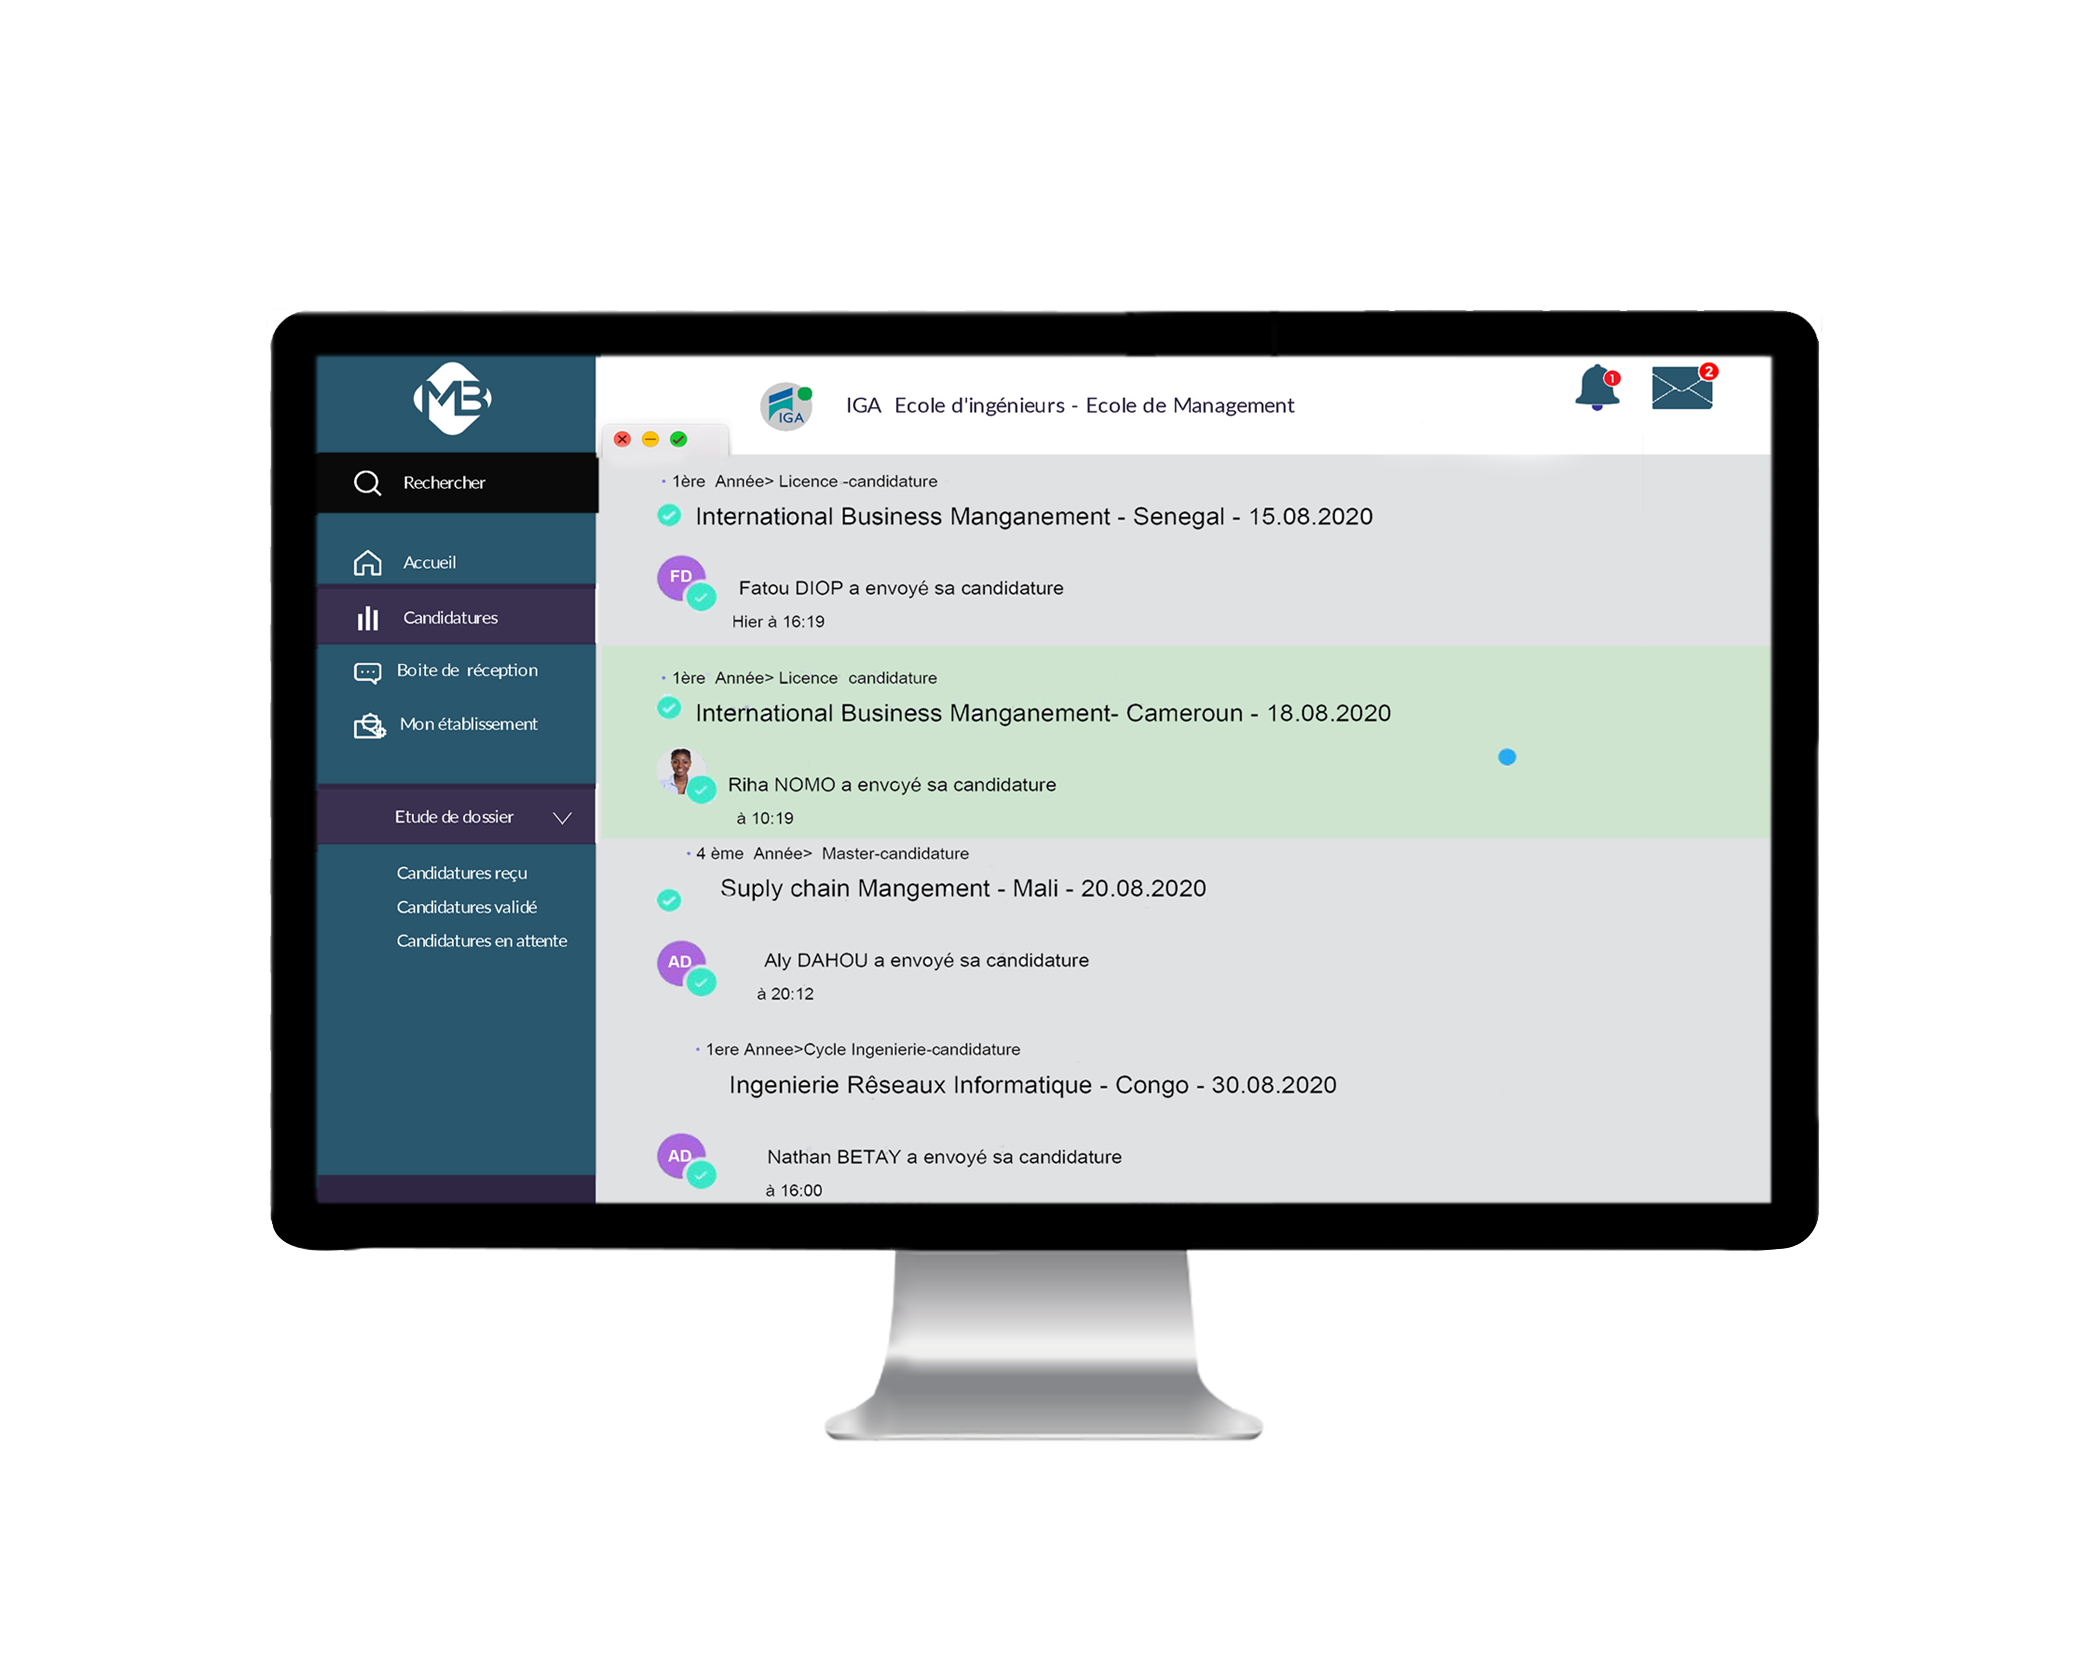 MB
Rechercher
Accueil
Candidatures
Boite de réception
Mon établissement
Etude de dossier
Candidatures reçu
Candidatures validé
Candidatures en attente
IGA
IGA Ecole d'ingénieurs - Ecole de Management
1
2
1ère Année> Licence -candidature
International Business Manganement - Senegal - 15.08.2020
FD
Fatou DIOP a envoyé sa candidature
Hier à 16:19
1ère Année> Licence candidature
International Business Manganement- Cameroun - 18.08.2020
Riha NOMO a envoyé sa candidature
à 10:19
4 ème Année> Master-candidature
Suply chain Mangement - Mali - 20.08.2020
AD
Aly DAHOU a envoyé sa candidature
à 20:12
1ere Annee>Cycle Ingenierie-candidature
Ingenierie Rêseaux Informatique - Congo - 30.08.2020
AD
Nathan BETAY a envoyé sa candidature
à 16:00